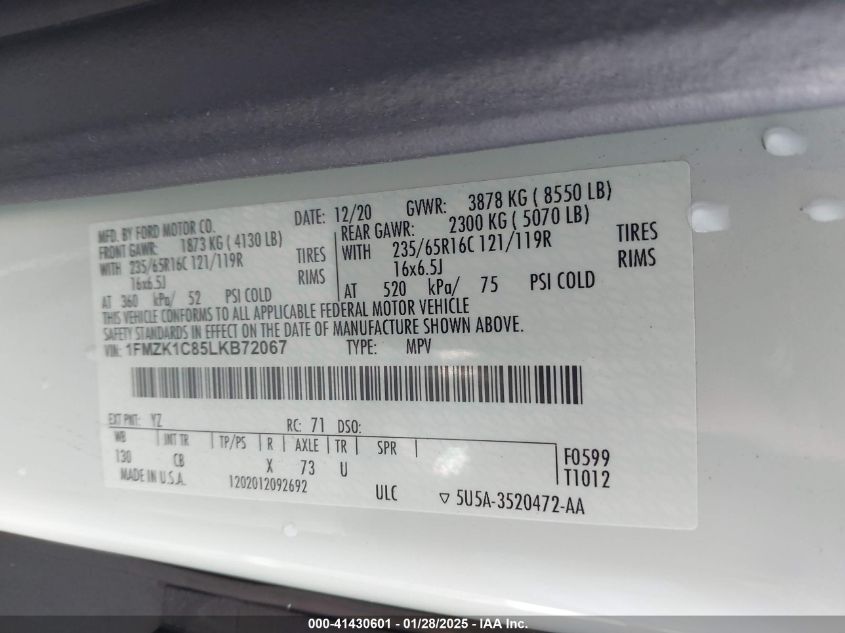 MFD. BY FORD MOTOR CO.
DATE: 12/20 GVWR: 3878 KG ( 8550 LB)
FRONT GAWR: 1873 KG ( 4130 LB)
REAR GAWR: 2300 KG ( 5070 LB)
WITH 235/65R16C 121/119R TIRES
WITH 235/65R16C 121/119R TIRES
16x6.5J RIMS
16x6.5J RIMS
AT 360 kPa/ 52 PSI COLD
AT 520 kPa/ 75 PSI COLD
THIS VEHICLE CONFORMS TO ALL APPLICABLE FEDERAL MOTOR VEHICLE
SAFETY STANDARDS IN EFFECT ON THE DATE OF MANUFACTURE SHOWN ABOVE.
VIN: 1FMZK1C85LKB72067 TYPE: MPV
EXT PNT: YZ RC: 71 DSO:
WB INT TR TP/PS R AXLE TR SPR
130 CB X 73 U
F0599
T1012
MADE IN U.S.A. 1202012092692 ULC ▽ 5U5A-3520472-AA
000-41430601 - 01/28/2025 - IAA Inc.